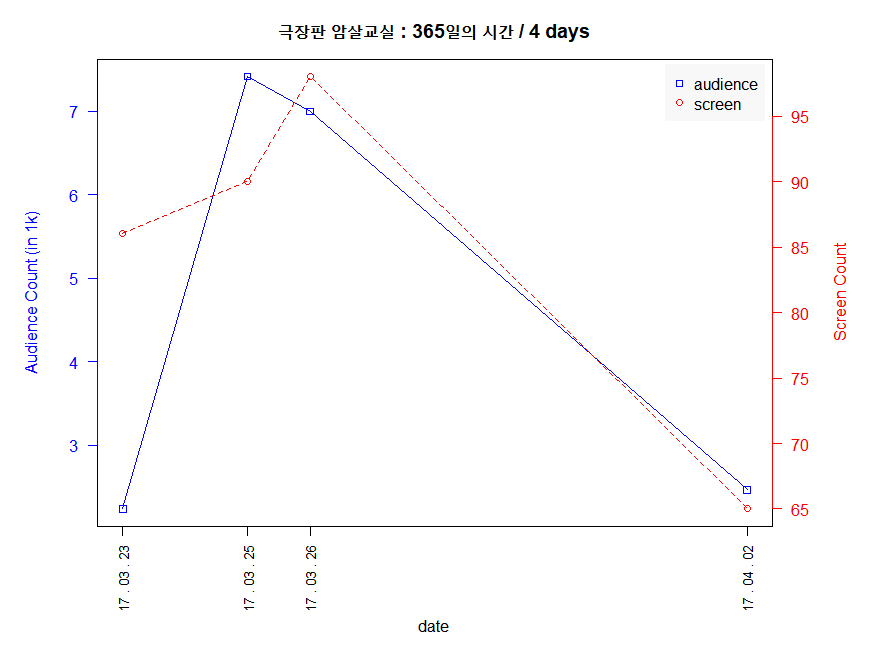 극장판 암살교실 : 365일의 시간 / 4 days
audience
screen
Audience Count (in 1k)
7
6
5
4
3
95
90
85
80
75
70
65
Screen Count
17 . 03 . 23
17 . 03 . 25
17 . 03 . 26
17 . 04 . 02
date